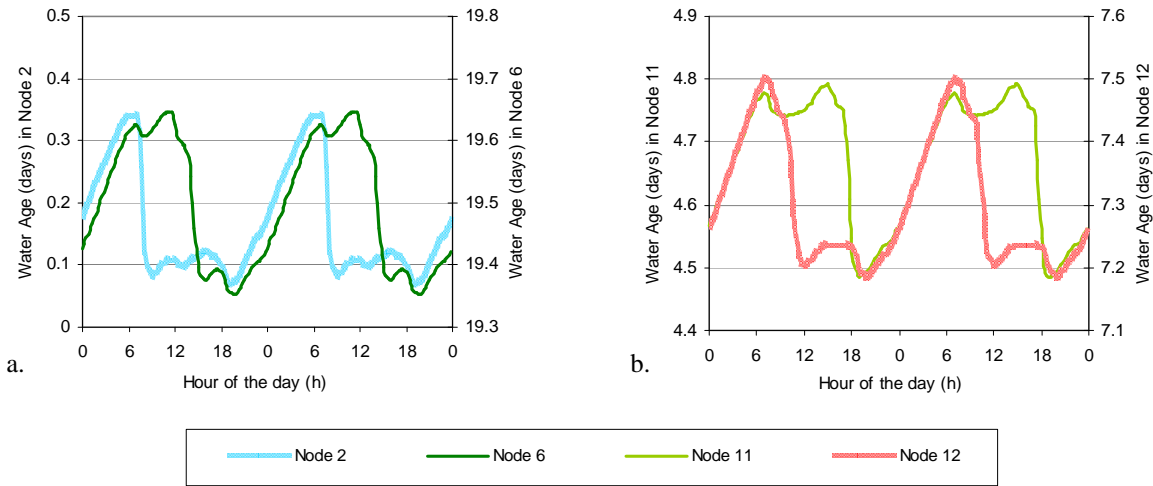 0.5
0.4
0.3
0.2
0.1
0
Water Age (days) in Node 2
19.8
19.7
19.6
19.5
19.4
19.3
Water Age (days) in Node 6
0 6 12 18 0 6 12 18 0
Hour of the day (h)
a.
4.9
4.8
4.7
4.6
4.5
4.4
Water Age (days) in Node 11
7.6
7.5
7.4
7.3
7.2
7.1
Water Age (days) in Node 12
0 6 12 18 0 6 12 18 0
Hour of the day (h)
b.
Node 2 Node 6 Node 11 Node 12